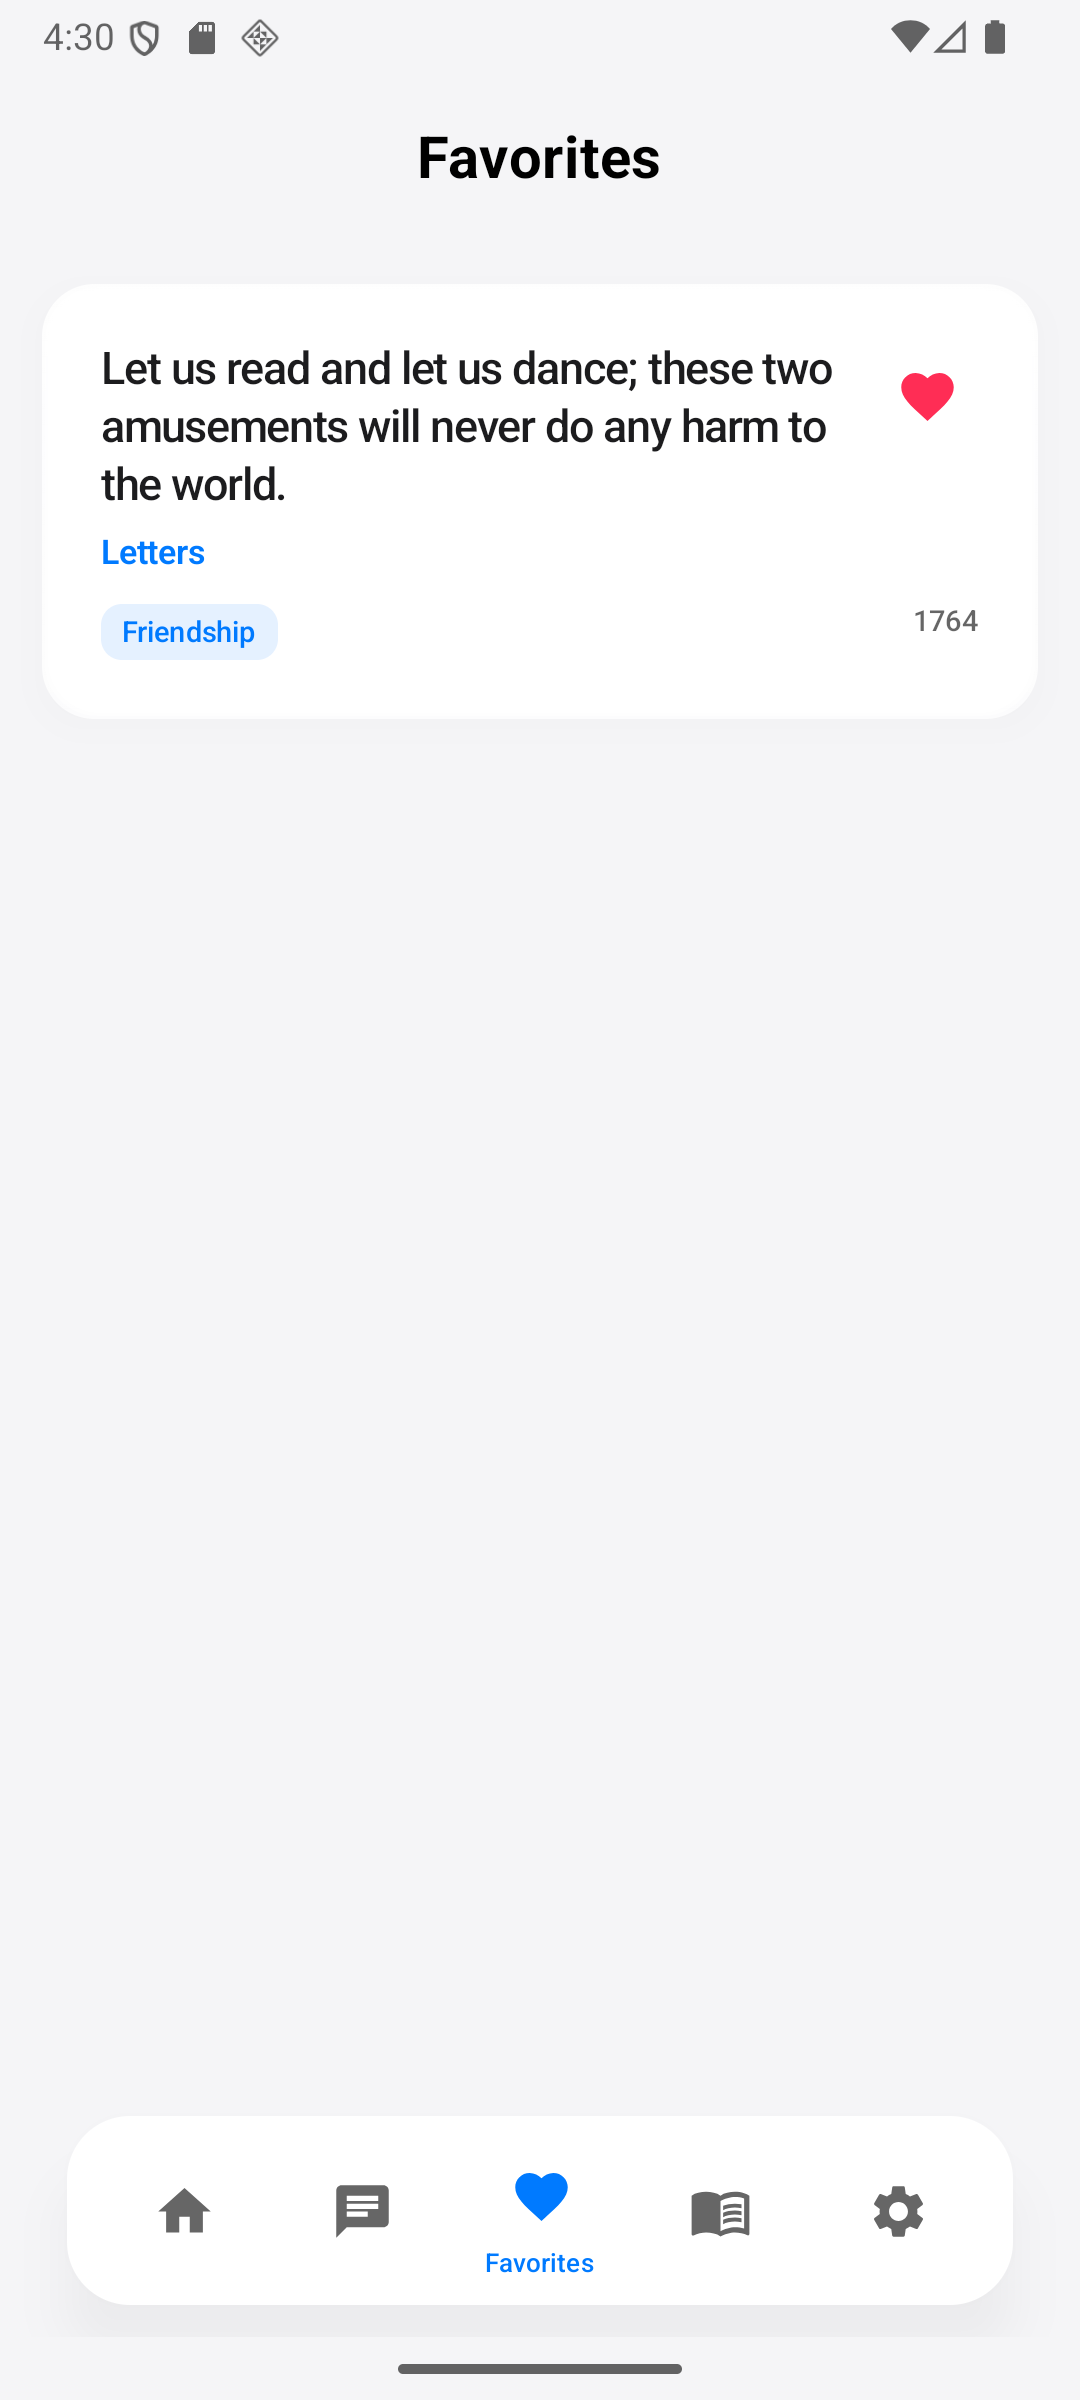 4:30
Favorites
Let us read and let us dance; these two
amusements will never do any harm to
the world.
Letters
Friendship
1764
Favorites